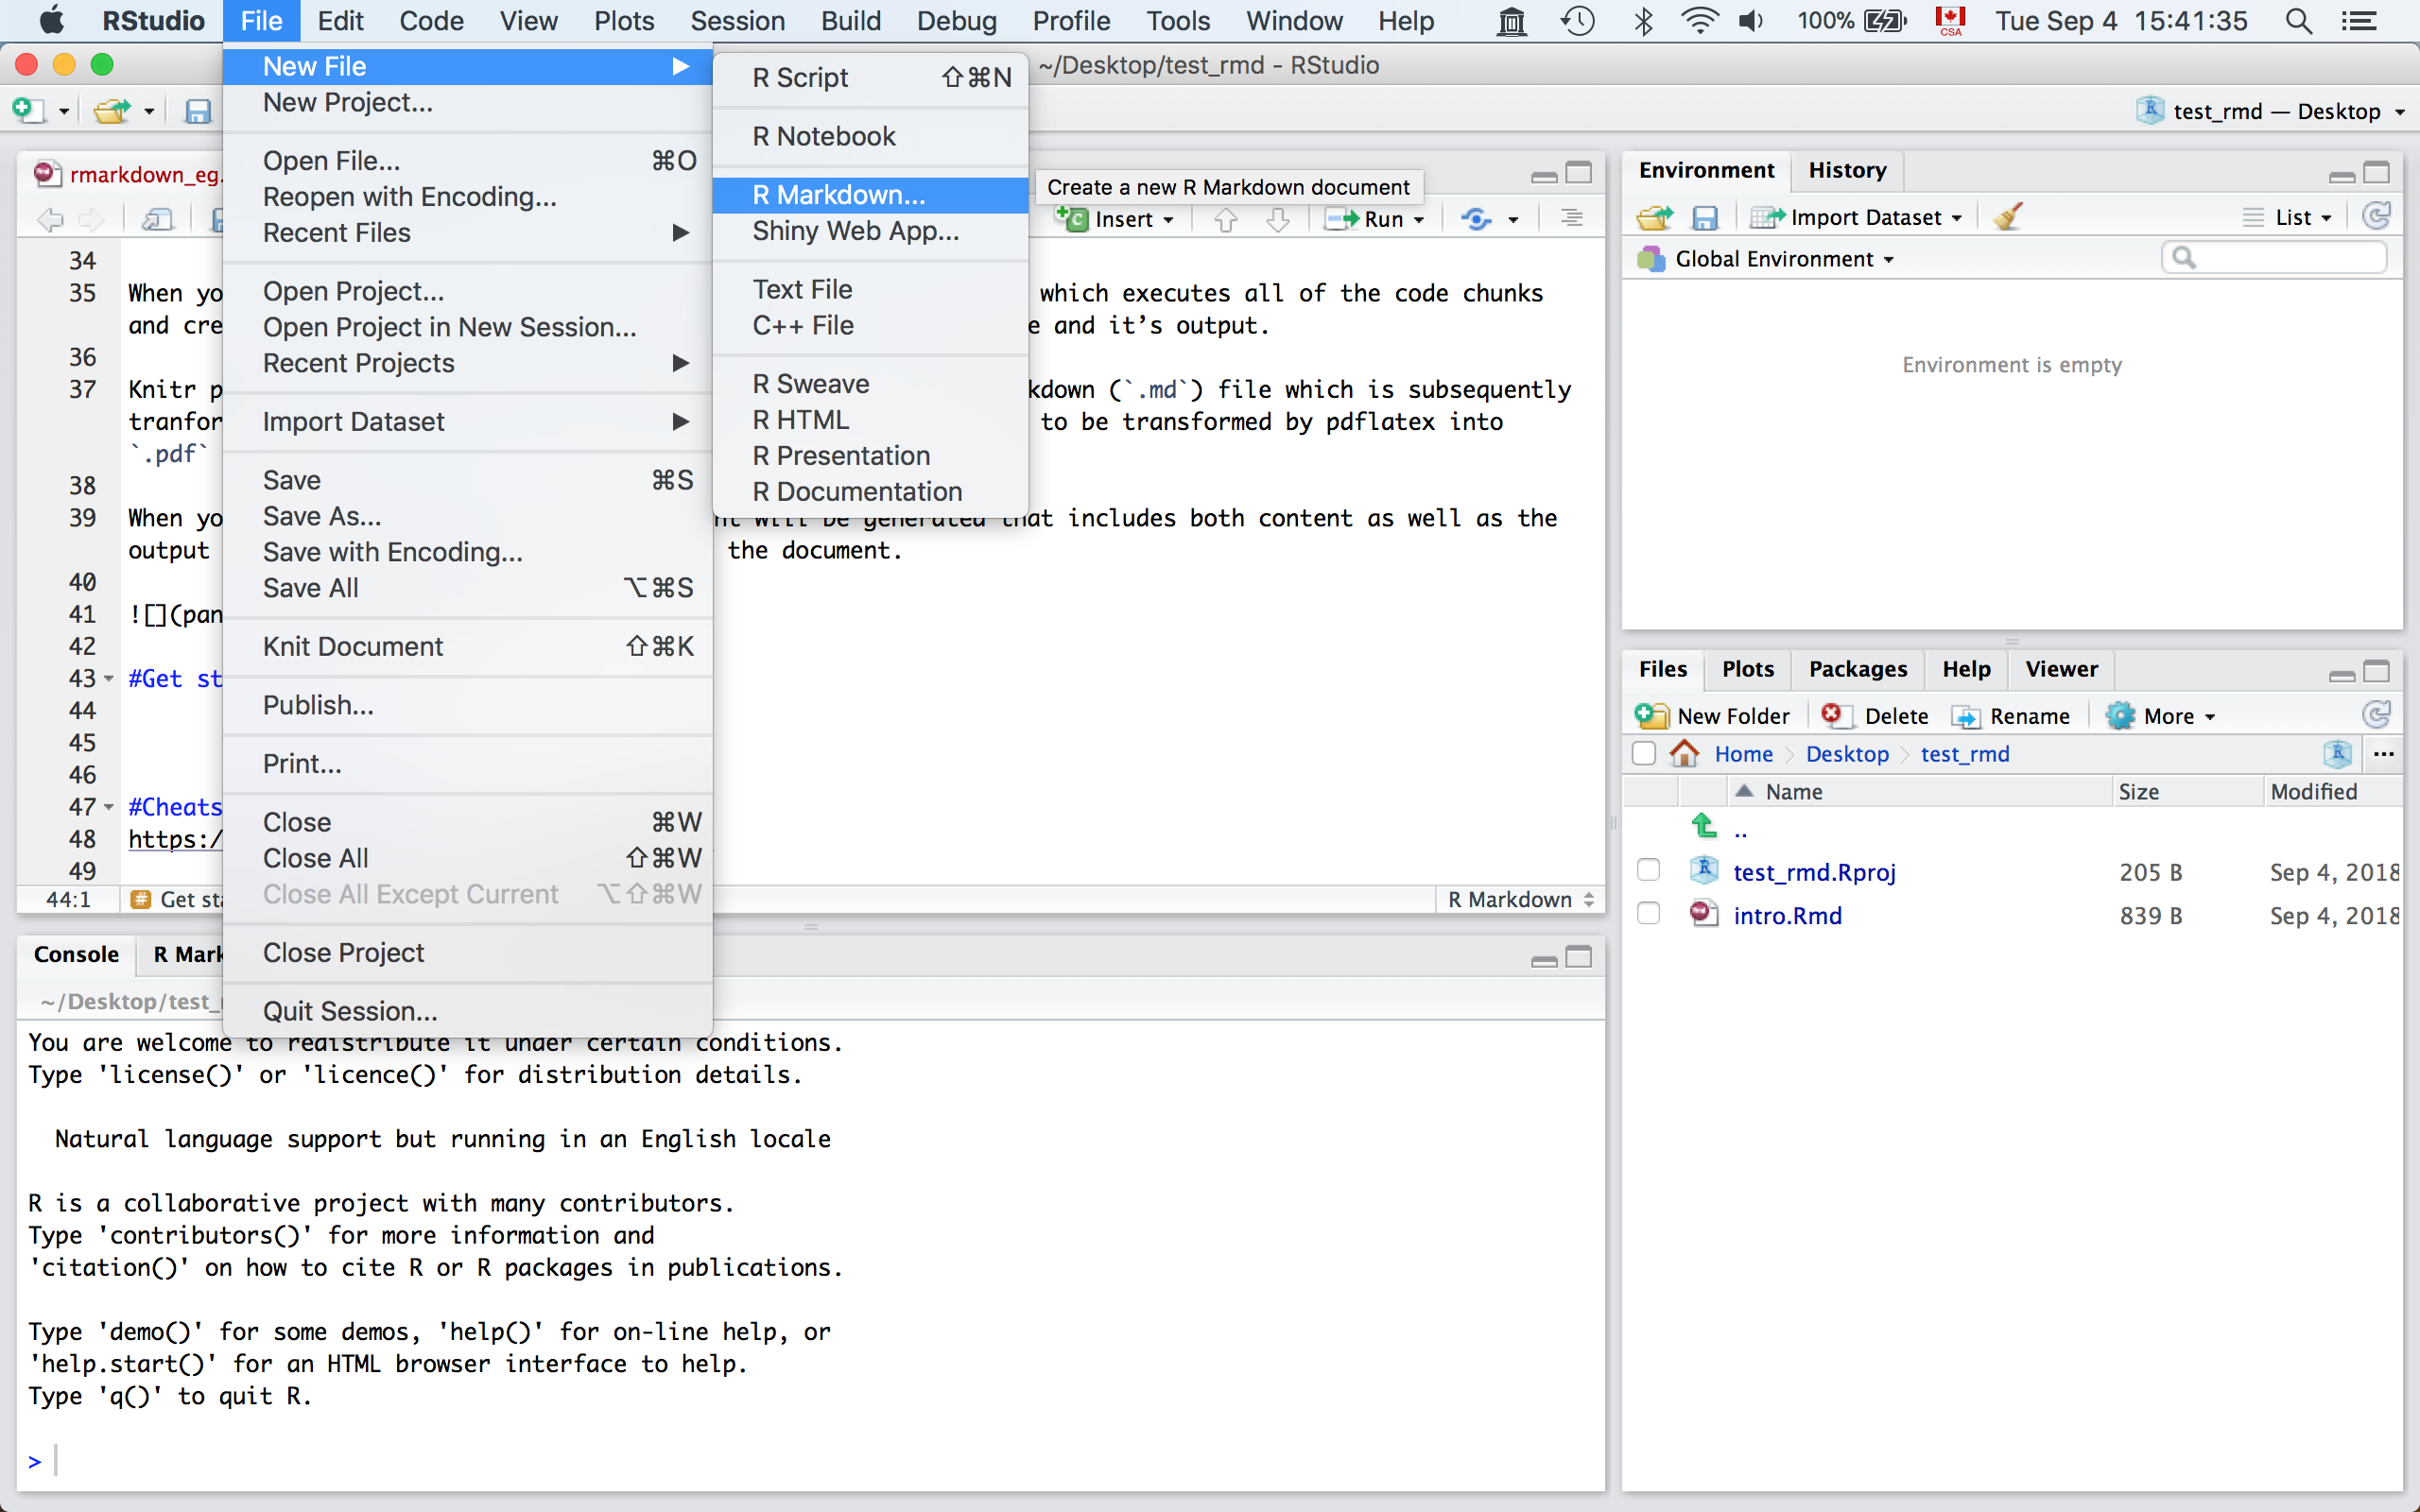 RStudio File Edit Code View Plots Session Build Debug Profile Tools Window Help 100% CSA Tue Sep 4 15:41:35
~/Desktop/test_rmd - RStudio
test_rmd — Desktop
New File ▶
New Project...
Open File... ⌘O
Reopen with Encoding...
Recent Files ▶
Open Project...
Open Project in New Session...
Recent Projects ▶
Import Dataset ▶
Save ⌘S
Save As...
Save with Encoding...
Save All ⌥⌘S
Knit Document ⇧⌘K
Publish...
Print...
Close ⌘W
Close All ⇧⌘W
Close All Except Current ⌥⇧⌘W
Close Project
Quit Session...
R Script ⇧⌘N
R Notebook
R Markdown...
Shiny Web App...
Text File
C++ File
R Sweave
R HTML
R Presentation
R Documentation
Create a new R Markdown document
rmarkdown_eg.
Insert Run
34
35 When yo which executes all of the code chunks
and cre e and it’s output.
36
37 Knitr p kdown (`.md`) file which is subsequently
tranfor to be transformed by pdflatex into
`.pdf`
38
39 When yo nt will be generated that includes both content as well as the
output the document.
40
41 ![](pan
42
43 #Get st
44
45
46
47 #Cheats
48 https:/
49
44:1 # Get sta R Markdown
Console R Mark
~/Desktop/test_
You are welcome to redistribute it under certain conditions.
Type 'license()' or 'licence()' for distribution details.
Natural language support but running in an English locale
R is a collaborative project with many contributors.
Type 'contributors()' for more information and
'citation()' on how to cite R or R packages in publications.
Type 'demo()' for some demos, 'help()' for on-line help, or
'help.start()' for an HTML browser interface to help.
Type 'q()' to quit R.
>
Environment History
Import Dataset List
Global Environment
Environment is empty
Files Plots Packages Help Viewer
New Folder Delete Rename More
Home Desktop test_rmd ...
Name Size Modified
..
test_rmd.Rproj 205 B Sep 4, 2018
intro.Rmd 839 B Sep 4, 2018